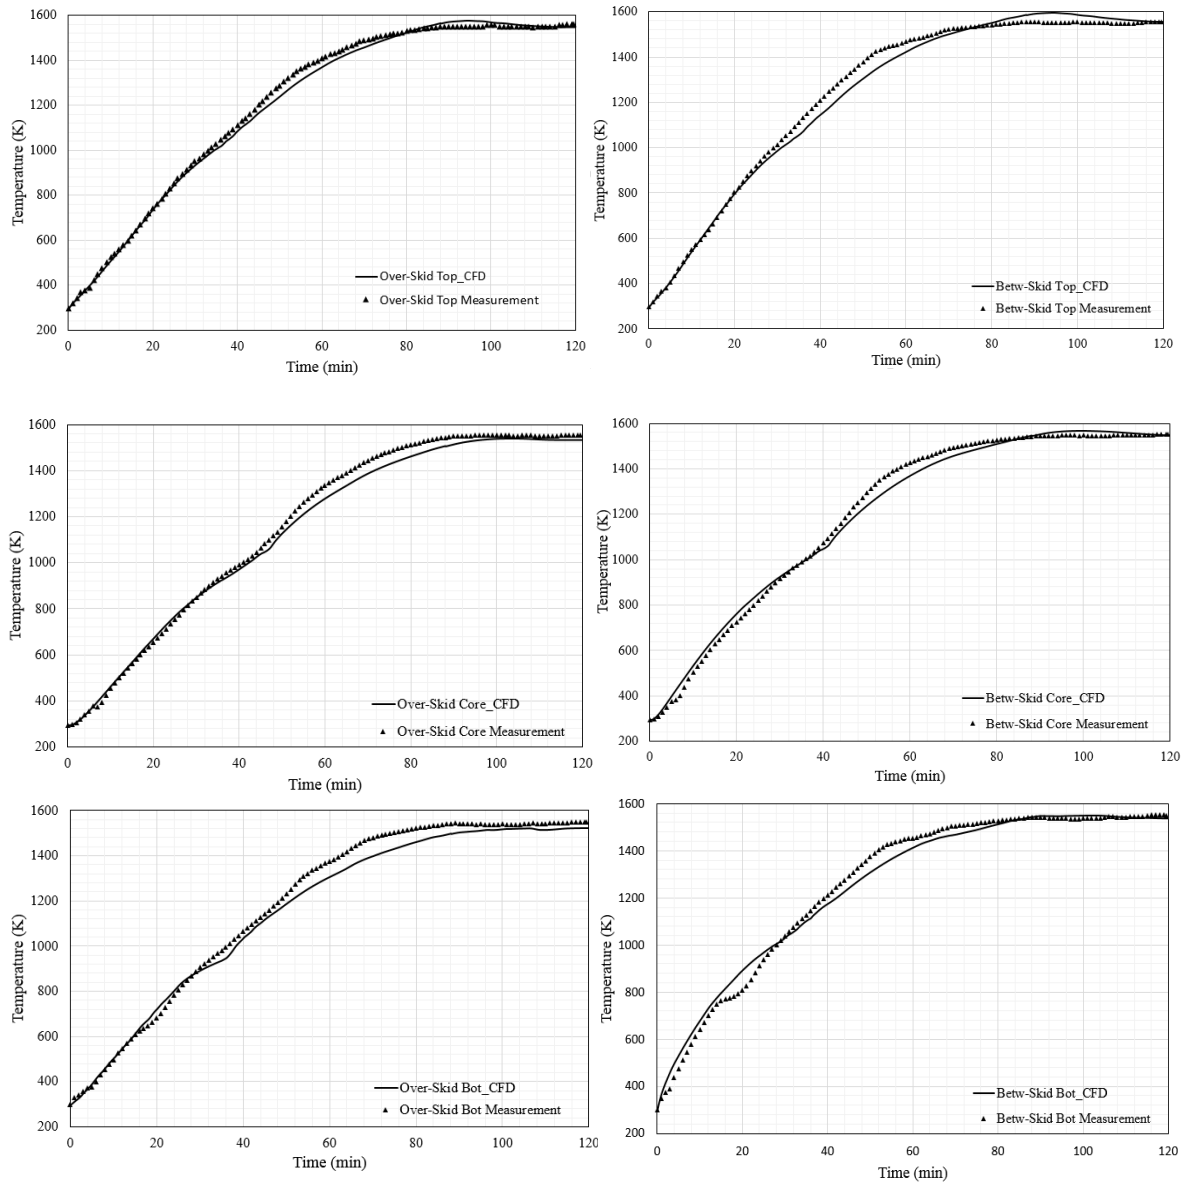 1600
1400
1200
1000
800
600
400
200
Temperature (K)
0 20 40 60 80 100 120
Time (min)
Over-Skid Top_CFD
Over-Skid Top Measurement
1600
1400
1200
1000
800
600
400
200
Temperature (K)
0 20 40 60 80 100 120
Time (min)
Betw-Skid Top_CFD
Betw-Skid Top Measurement
1600
1400
1200
1000
800
600
400
200
Temperature (K)
0 20 40 60 80 100 120
Time (min)
Over-Skid Core_CFD
Over-Skid Core Measurement
1600
1400
1200
1000
800
600
400
200
Temperature (K)
0 20 40 60 80 100 120
Time (min)
Betw-Skid Core_CFD
Betw-Skid Core Measurement
1600
1400
1200
1000
800
600
400
200
Temperature (K)
0 20 40 60 80 100 120
Time (min)
Over-Skid Bot_CFD
Over-Skid Bot Measurement
1600
1400
1200
1000
800
600
400
200
Temperature (K)
0 20 40 60 80 100 120
Time (min)
Betw-Skid Bot_CFD
Betw-Skid Bot Measurement